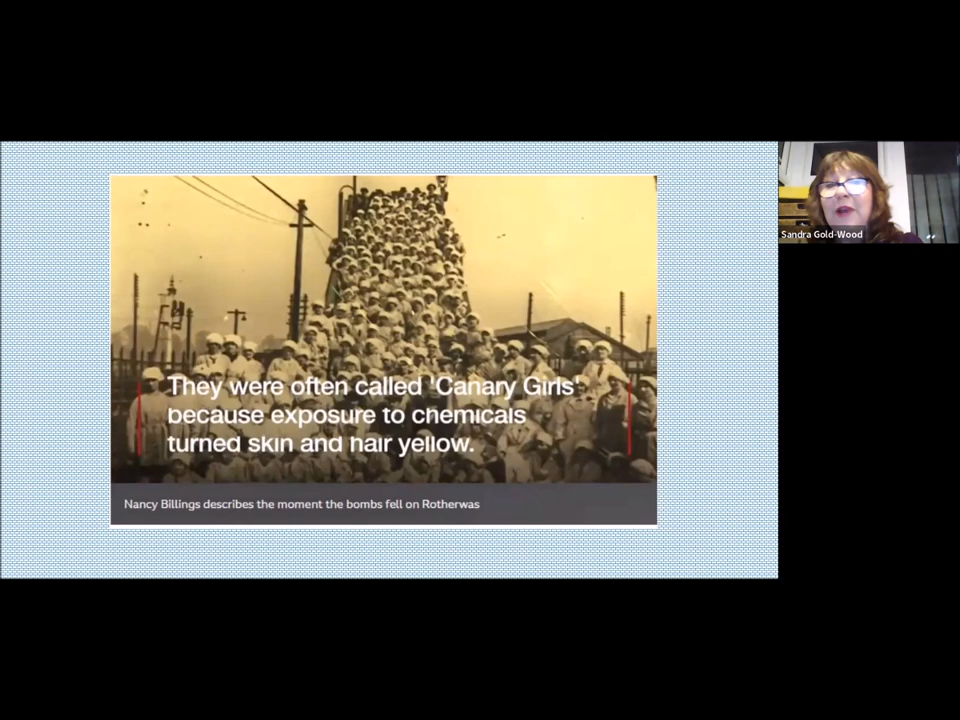 They were often called 'Canary Girls'
because exposure to chemicals
turned skin and hair yellow.
Nancy Billings describes the moment the bombs fell on Rotherwas
Sandra Gold-Wood